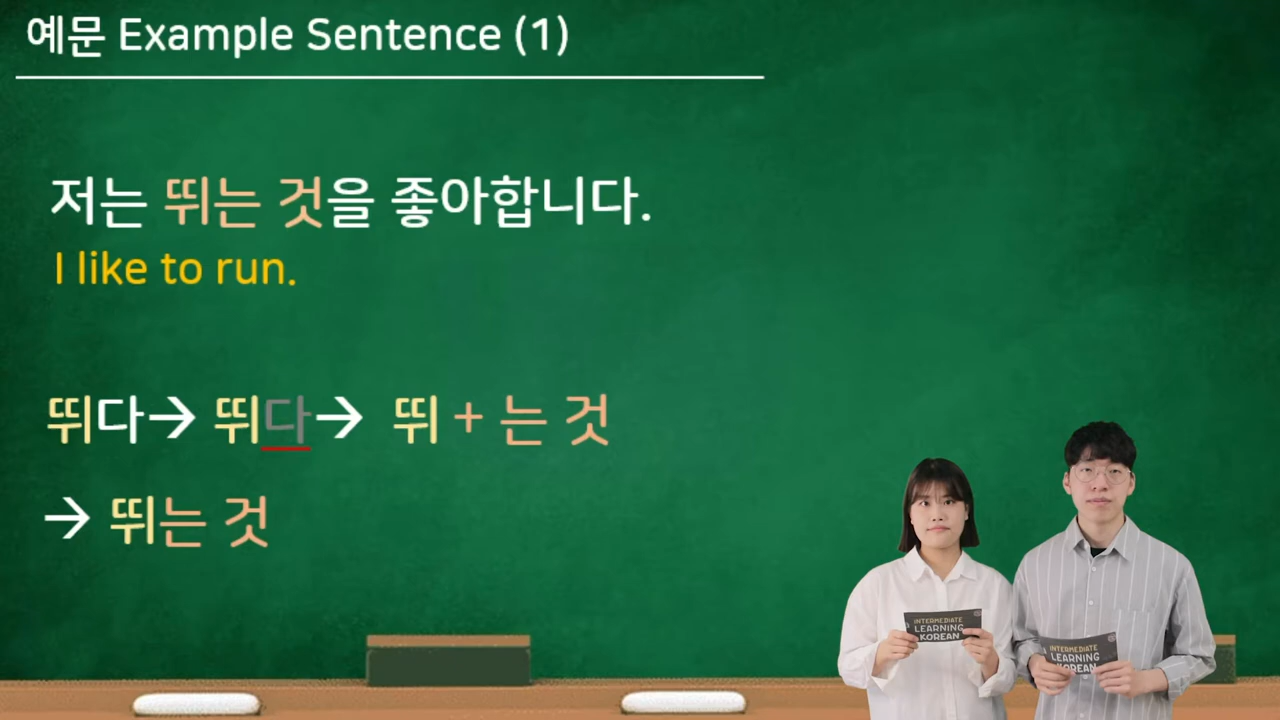 예문 Example Sentence (1)
저는 뛰는 것을 좋아합니다.
I like to run.
뛰다→ 뛰다→ 뛰 + 는 것
→ 뛰는 것
INTERMEDIATE
LEARNING
KOREAN
INTERMEDIATE
LEARNING
KOREAN